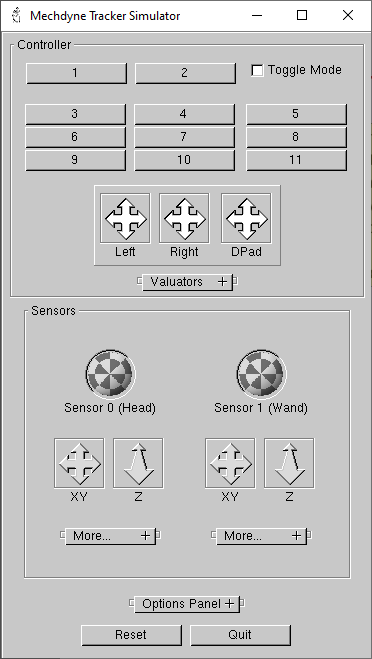 Mechdyne Tracker Simulator
Controller
1 2 Toggle Mode
3 4 5
6 7 8
9 10 11
Left Right DPad
Valuators +
Sensors
Sensor 0 (Head) Sensor 1 (Wand)
XY Z XY Z
More... + More... +
Options Panel +
Reset Quit